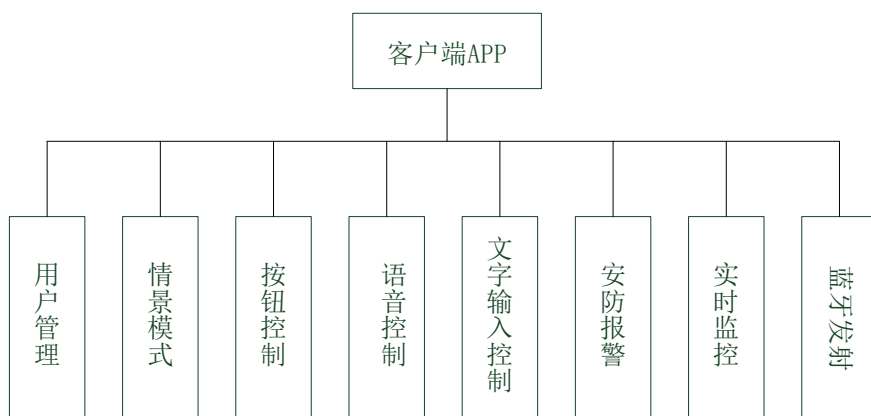 客户端APP
用户管理
情景模式
按钮控制
语音控制
文字输入控制
安防报警
实时监控
蓝牙发射